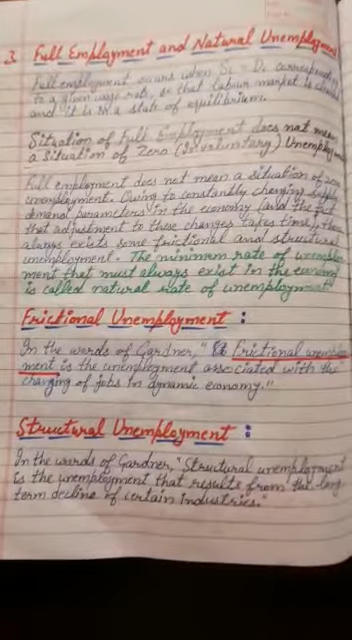 3. Full Employment and Natural Unemployment
Full employment occurs when SL = DL corresponding
to a given wage rate, so that labour market is cleared
and it is in a state of equilibrium.
Situation of Full Employment does not mean
a Situation of Zero (Involuntary) Unemploy
Full employment does not mean a situation of zero
unemployment. Owing to constantly changing supply
demand parameters in the economy (and the fact
that adjustment to these changes takes time), there
always exists some frictional and structural
unemployment. The minimum rate of unemploy
ment that must always exist in the economy
is called natural rate of unemployment.
Frictional Unemployment :
In the words of Gardner, " Frictional unemploy
ment is the unemployment associated with the
changing of jobs in dynamic economy."
Structural Unemployment :
In the words of Gardner, "Structural unemployment
is the unemployment that results from the long
term decline of certain industries."